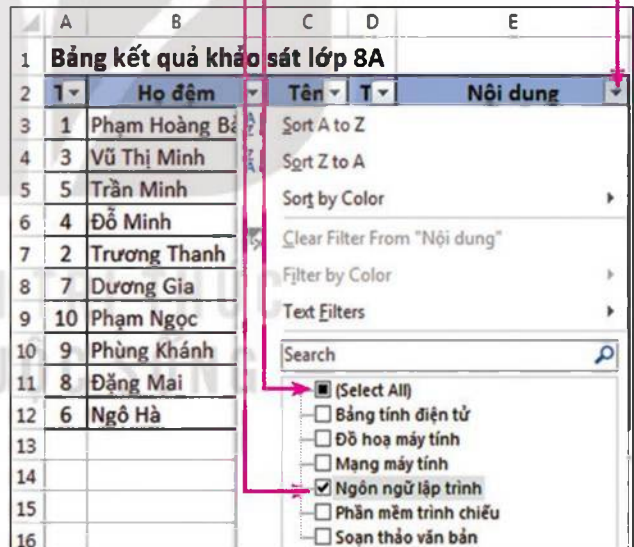 A B C D E
1 Bảng kết quả khảo sát lớp 8A
2 T Họ đệm Tên T Nội dung
3 1 Phạm Hoàng Bả
4 3 Vũ Thị Minh
5 5 Trần Minh
6 4 Đỗ Minh
7 2 Trương Thanh
8 7 Dương Gia
9 10 Phạm Ngọc
10 9 Phùng Khánh
11 8 Đặng Mai
12 6 Ngô Hà
13
14
15
16
Sort A to Z
Sort Z to A
Sort by Color
Clear Filter From "Nội dung"
Filter by Color
Text Filters
Search
(Select All)
Bảng tính điện tử
Đồ hoạ máy tính
Mạng máy tính
Ngôn ngữ lập trình
Phần mềm trình chiếu
Soạn thảo văn bản